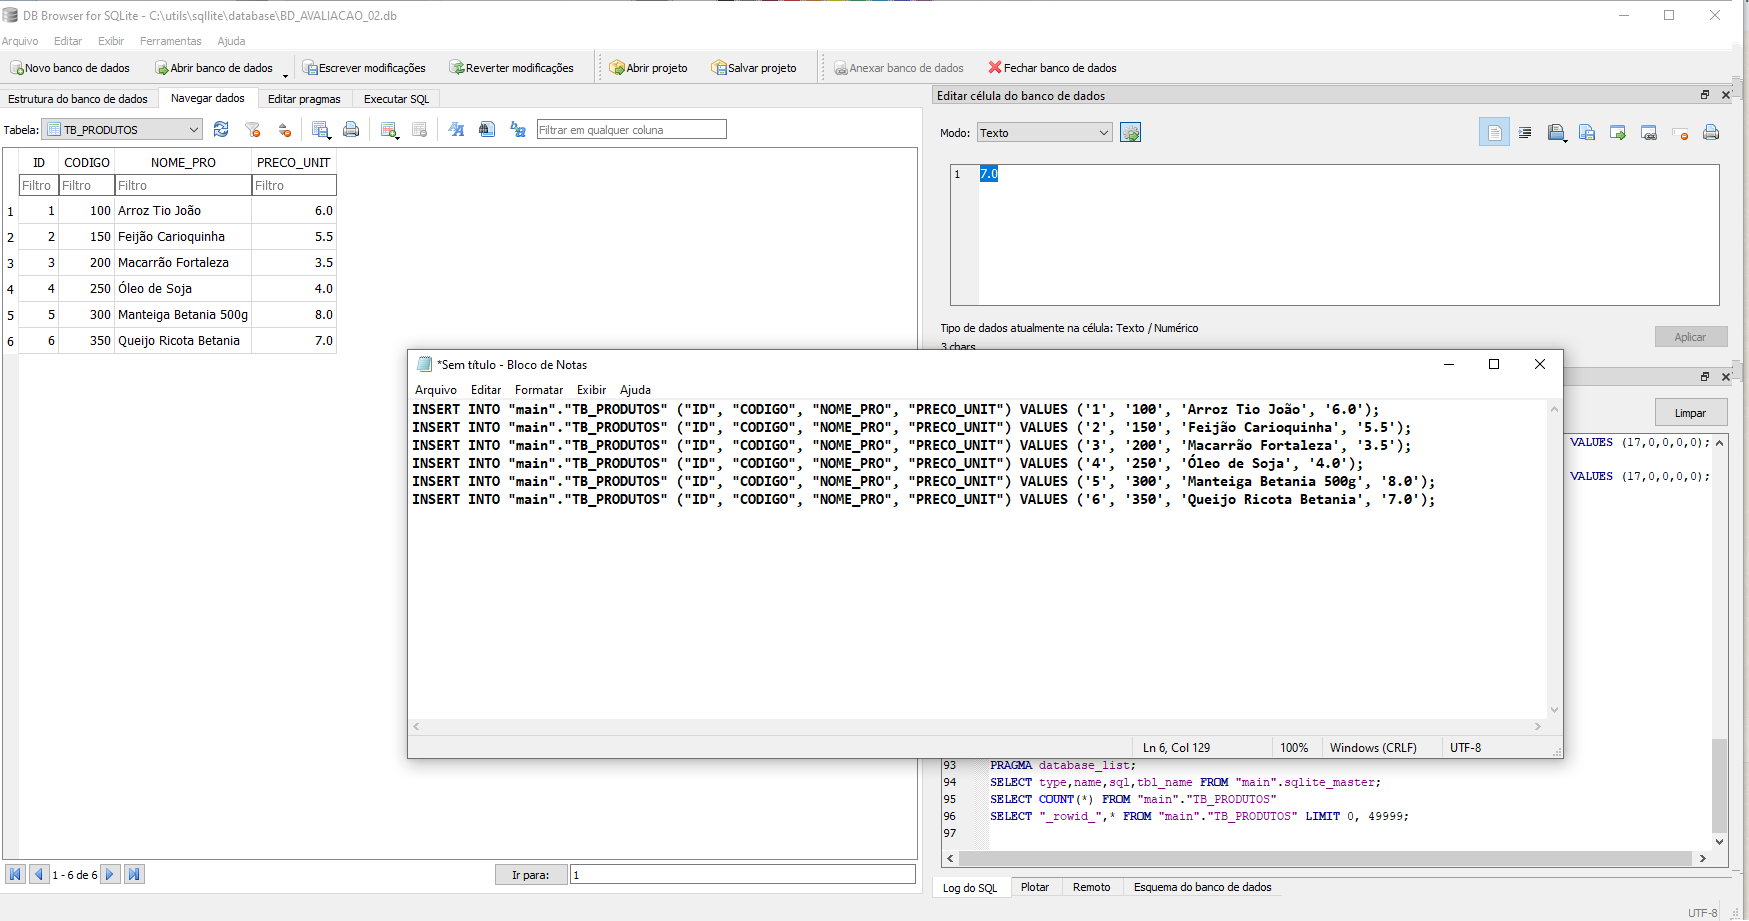 DB Browser for SQLite - C:\utils\sqllite\database\BD_AVALIACAO_02.db
Arquivo Editar Exibir Ferramentas Ajuda
Novo banco de dados Abrir banco de dados Escrever modificações Reverter modificações Abrir projeto Salvar projeto Anexar banco de dados Fechar banco de dados
Estrutura do banco de dados Navegar dados Editar pragmas Executar SQL
Tabela: TB_PRODUTOS Filtrar em qualquer coluna
ID CODIGO NOME_PRO PRECO_UNIT
Filtro Filtro Filtro Filtro
1 1 100 Arroz Tio João 6.0
2 2 150 Feijão Carioquinha 5.5
3 3 200 Macarrão Fortaleza 3.5
4 4 250 Óleo de Soja 4.0
5 5 300 Manteiga Betania 500g 8.0
6 6 350 Queijo Ricota Betania 7.0
1 - 6 de 6 Ir para: 1
Editar célula do banco de dados
Modo: Texto
1 7.0
Tipo de dados atualmente na célula: Texto / Numérico
3 chars
Aplicar
Limpar
VALUES (17,0,0,0,0);
VALUES (17,0,0,0,0);
*Sem título - Bloco de Notas
Arquivo Editar Formatar Exibir Ajuda
INSERT INTO "main"."TB_PRODUTOS" ("ID", "CODIGO", "NOME_PRO", "PRECO_UNIT") VALUES ('1', '100', 'Arroz Tio João', '6.0');
INSERT INTO "main"."TB_PRODUTOS" ("ID", "CODIGO", "NOME_PRO", "PRECO_UNIT") VALUES ('2', '150', 'Feijão Carioquinha', '5.5');
INSERT INTO "main"."TB_PRODUTOS" ("ID", "CODIGO", "NOME_PRO", "PRECO_UNIT") VALUES ('3', '200', 'Macarrão Fortaleza', '3.5');
INSERT INTO "main"."TB_PRODUTOS" ("ID", "CODIGO", "NOME_PRO", "PRECO_UNIT") VALUES ('4', '250', 'Óleo de Soja', '4.0');
INSERT INTO "main"."TB_PRODUTOS" ("ID", "CODIGO", "NOME_PRO", "PRECO_UNIT") VALUES ('5', '300', 'Manteiga Betania 500g', '8.0');
INSERT INTO "main"."TB_PRODUTOS" ("ID", "CODIGO", "NOME_PRO", "PRECO_UNIT") VALUES ('6', '350', 'Queijo Ricota Betania', '7.0');
Ln 6, Col 129 100% Windows (CRLF) UTF-8
93 PRAGMA database_list;
94 SELECT type,name,sql,tbl_name FROM "main".sqlite_master;
95 SELECT COUNT(*) FROM "main"."TB_PRODUTOS"
96 SELECT "_rowid_",* FROM "main"."TB_PRODUTOS" LIMIT 0, 49999;
97
Log do SQL Plotar Remoto Esquema do banco de dados
UTF-8